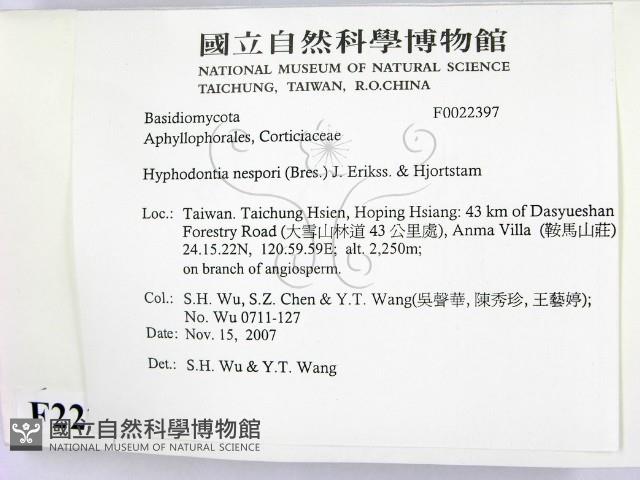 國立自然科學博物館
NATIONAL MUSEUM OF NATURAL SCIENCE
TAICHUNG, TAIWAN, R.O.CHINA
Basidiomycota F0022397
Aphyllophorales, Corticiaceae
Hyphodontia nespori (Bres.) J. Erikss. & Hjortstam
Loc.: Taiwan. Taichung Hsien, Hoping Hsiang: 43 km of Dasyueshan
Forestry Road (大雪山林道 43 公里處), Anma Villa (鞍馬山莊)
24.15.22N, 120.59.59E; alt. 2,250m;
on branch of angiosperm.
Col.: S.H. Wu, S.Z. Chen & Y.T. Wang(吳聲華, 陳秀珍, 王藝婷);
No. Wu 0711-127
Date: Nov. 15, 2007
Det.: S.H. Wu & Y.T. Wang
F22
國立自然科學博物館
NATIONAL MUSEUM OF NATURAL SCIENCE